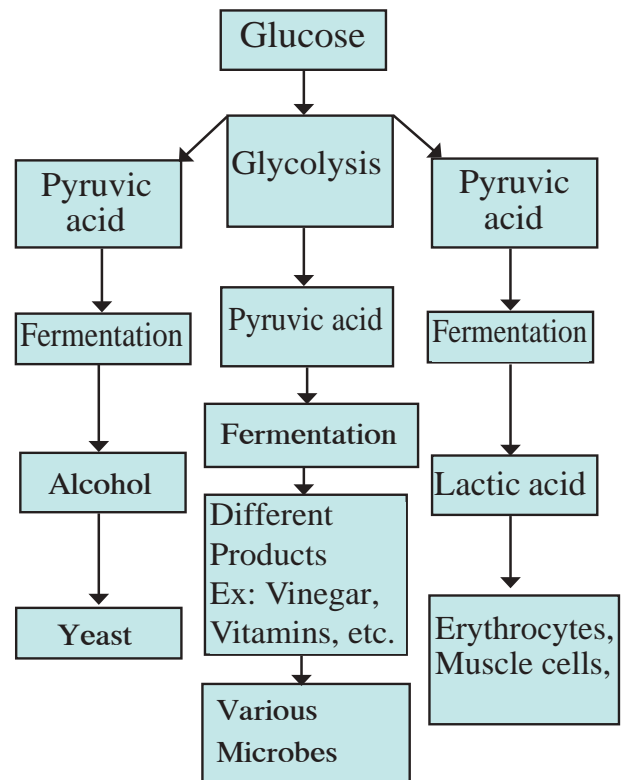 Glucose
Glycolysis
Pyruvic
acid
Fermentation
Alcohol
Yeast
Pyruvic acid
Fermentation
Different
Products
Ex: Vinegar,
Vitamins, etc.
Various
Microbes
Pyruvic
acid
Fermentation
Lactic acid
Erythrocytes,
Muscle cells,